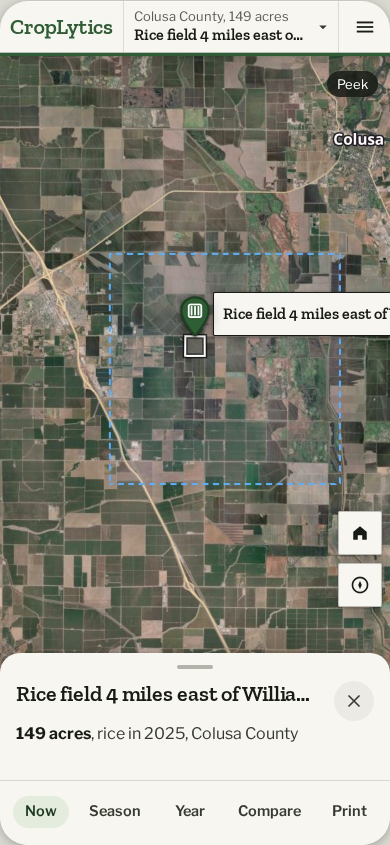 CropLytics
Colusa County, 149 acres
Rice field 4 miles east o...
Peek
Colusa
Rice field 4 miles east of
Rice field 4 miles east of Willia...
149 acres, rice in 2025, Colusa County
Now
Season
Year
Compare
Print